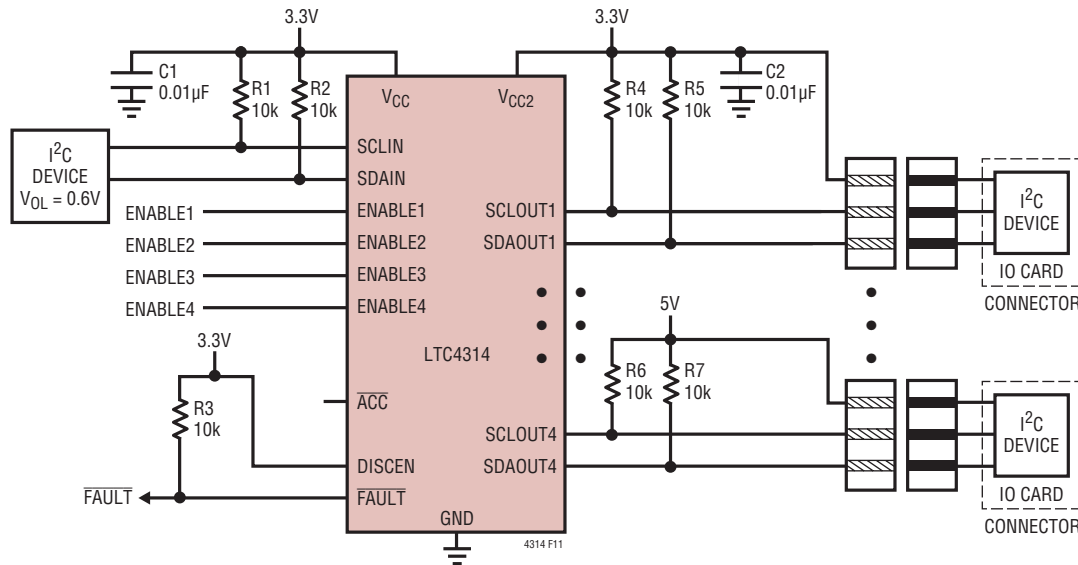 3.3V
3.3V
C1
0.01µF
R1
10k
R2
10k
VCC
VCC2
R4
10k
R5
10k
C2
0.01µF
I2C
DEVICE
VOL = 0.6V
SCLIN
SDAIN
ENABLE1
ENABLE1
ENABLE2
ENABLE2
ENABLE3
ENABLE3
ENABLE4
ENABLE4
SCLOUT1
SDAOUT1
I2C
DEVICE
IO CARD
CONNECTOR
3.3V
R3
10k
LTC4314
5V
R6
10k
R7
10k
ACC
SCLOUT4
DISCEN
SDAOUT4
FAULT
FAULT
GND
I2C
DEVICE
IO CARD
CONNECTOR
4314 F11